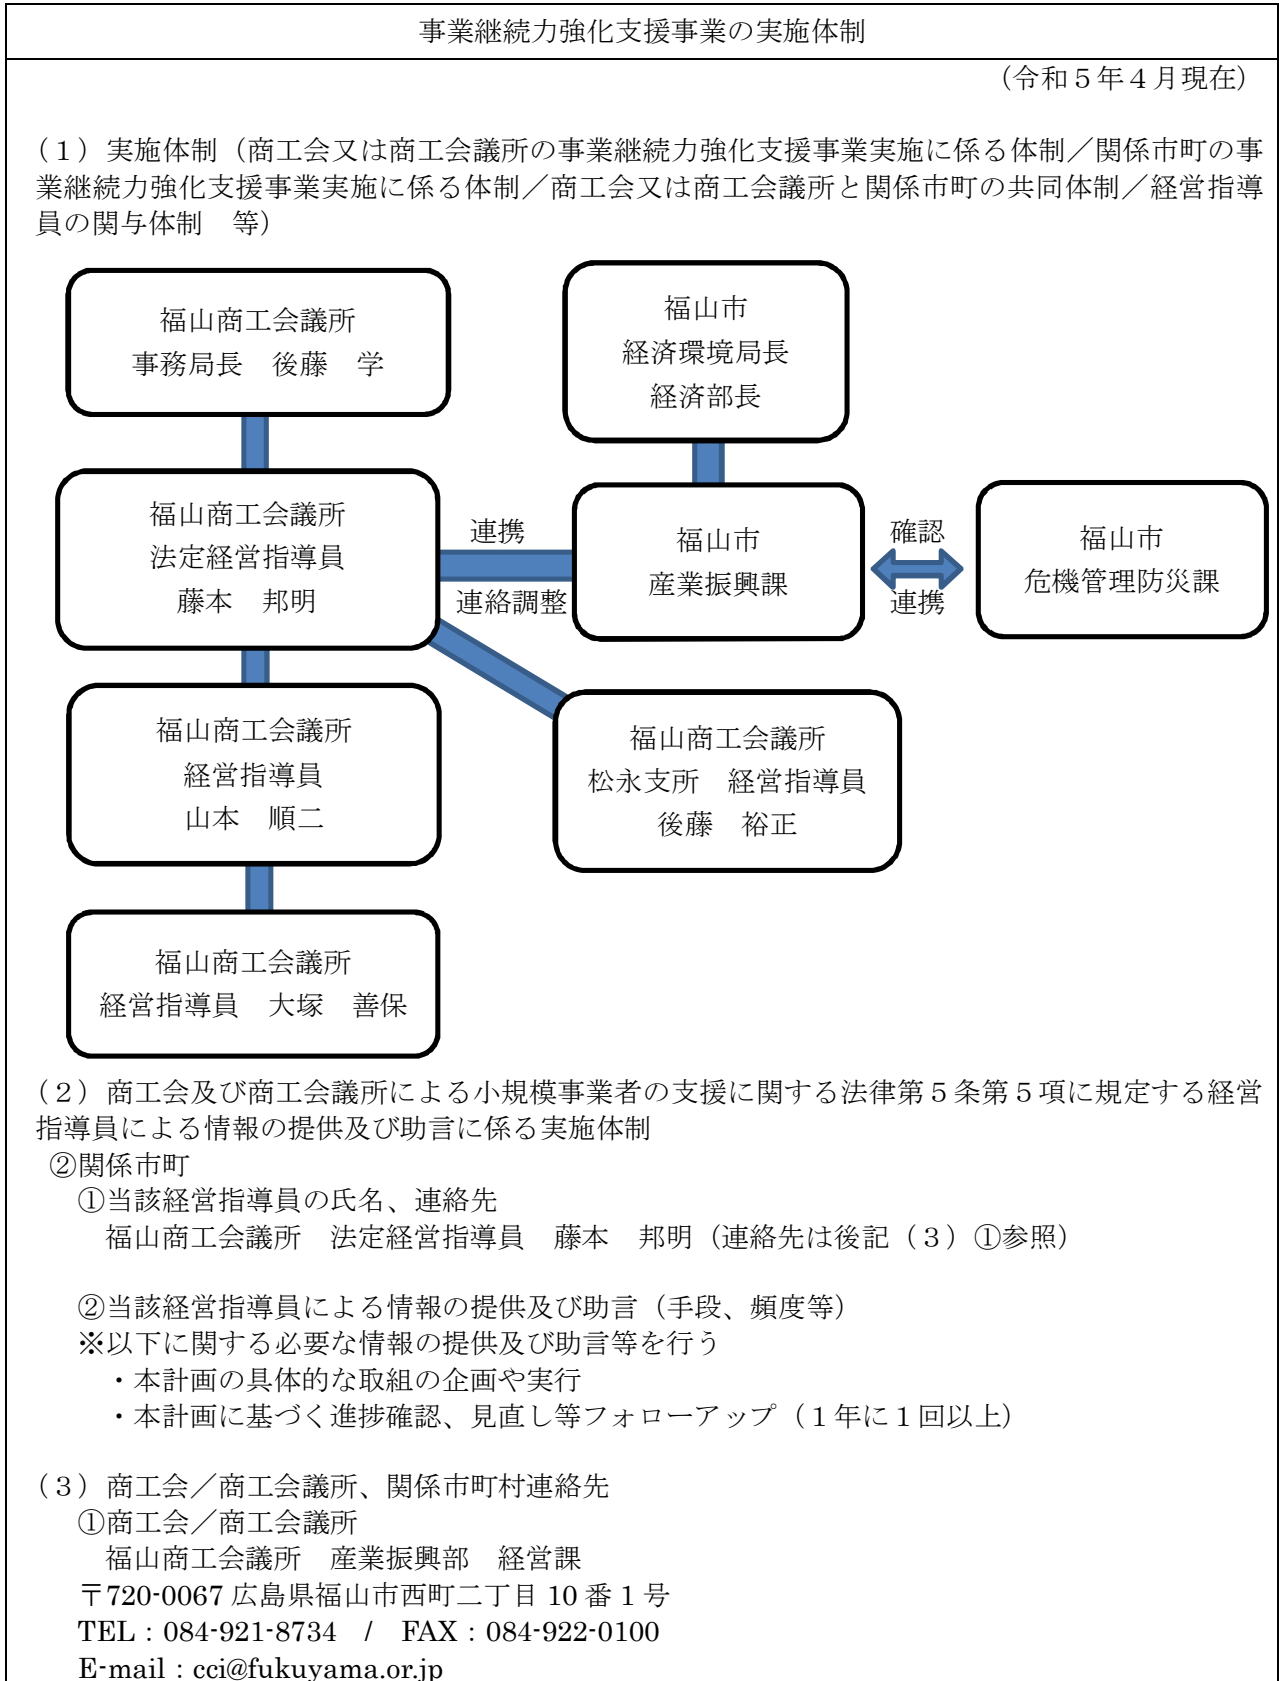 事業継続力強化支援事業の実施体制
（令和５年４月現在）
（１）実施体制（商工会又は商工会議所の事業継続力強化支援事業実施に係る体制／関係市町の事
業継続力強化支援事業実施に係る体制／商工会又は商工会議所と関係市町の共同体制／経営指導
員の関与体制　等）
福山商工会議所
事務局長　後藤　学
福山市
経済環境局長
経済部長
福山商工会議所
法定経営指導員
藤本　邦明
連携
連絡調整
福山市
産業振興課
確認
連携
福山市
危機管理防災課
福山商工会議所
経営指導員
山本　順二
福山商工会議所
松永支所　経営指導員
後藤　裕正
福山商工会議所
経営指導員　大塚　善保
（２）商工会及び商工会議所による小規模事業者の支援に関する法律第５条第５項に規定する経営
指導員による情報の提供及び助言に係る実施体制
②関係市町
①当該経営指導員の氏名、連絡先
福山商工会議所　法定経営指導員　藤本　邦明（連絡先は後記（３）①参照）
②当該経営指導員による情報の提供及び助言（手段、頻度等）
※以下に関する必要な情報の提供及び助言等を行う
・本計画の具体的な取組の企画や実行
・本計画に基づく進捗確認、見直し等フォローアップ（１年に１回以上）
（３）商工会／商工会議所、関係市町村連絡先
①商工会／商工会議所
福山商工会議所　産業振興部　経営課
〒720-0067 広島県福山市西町二丁目 10 番 1 号
TEL：084-921-8734　/　FAX：084-922-0100
E-mail：cci@fukuyama.or.jp